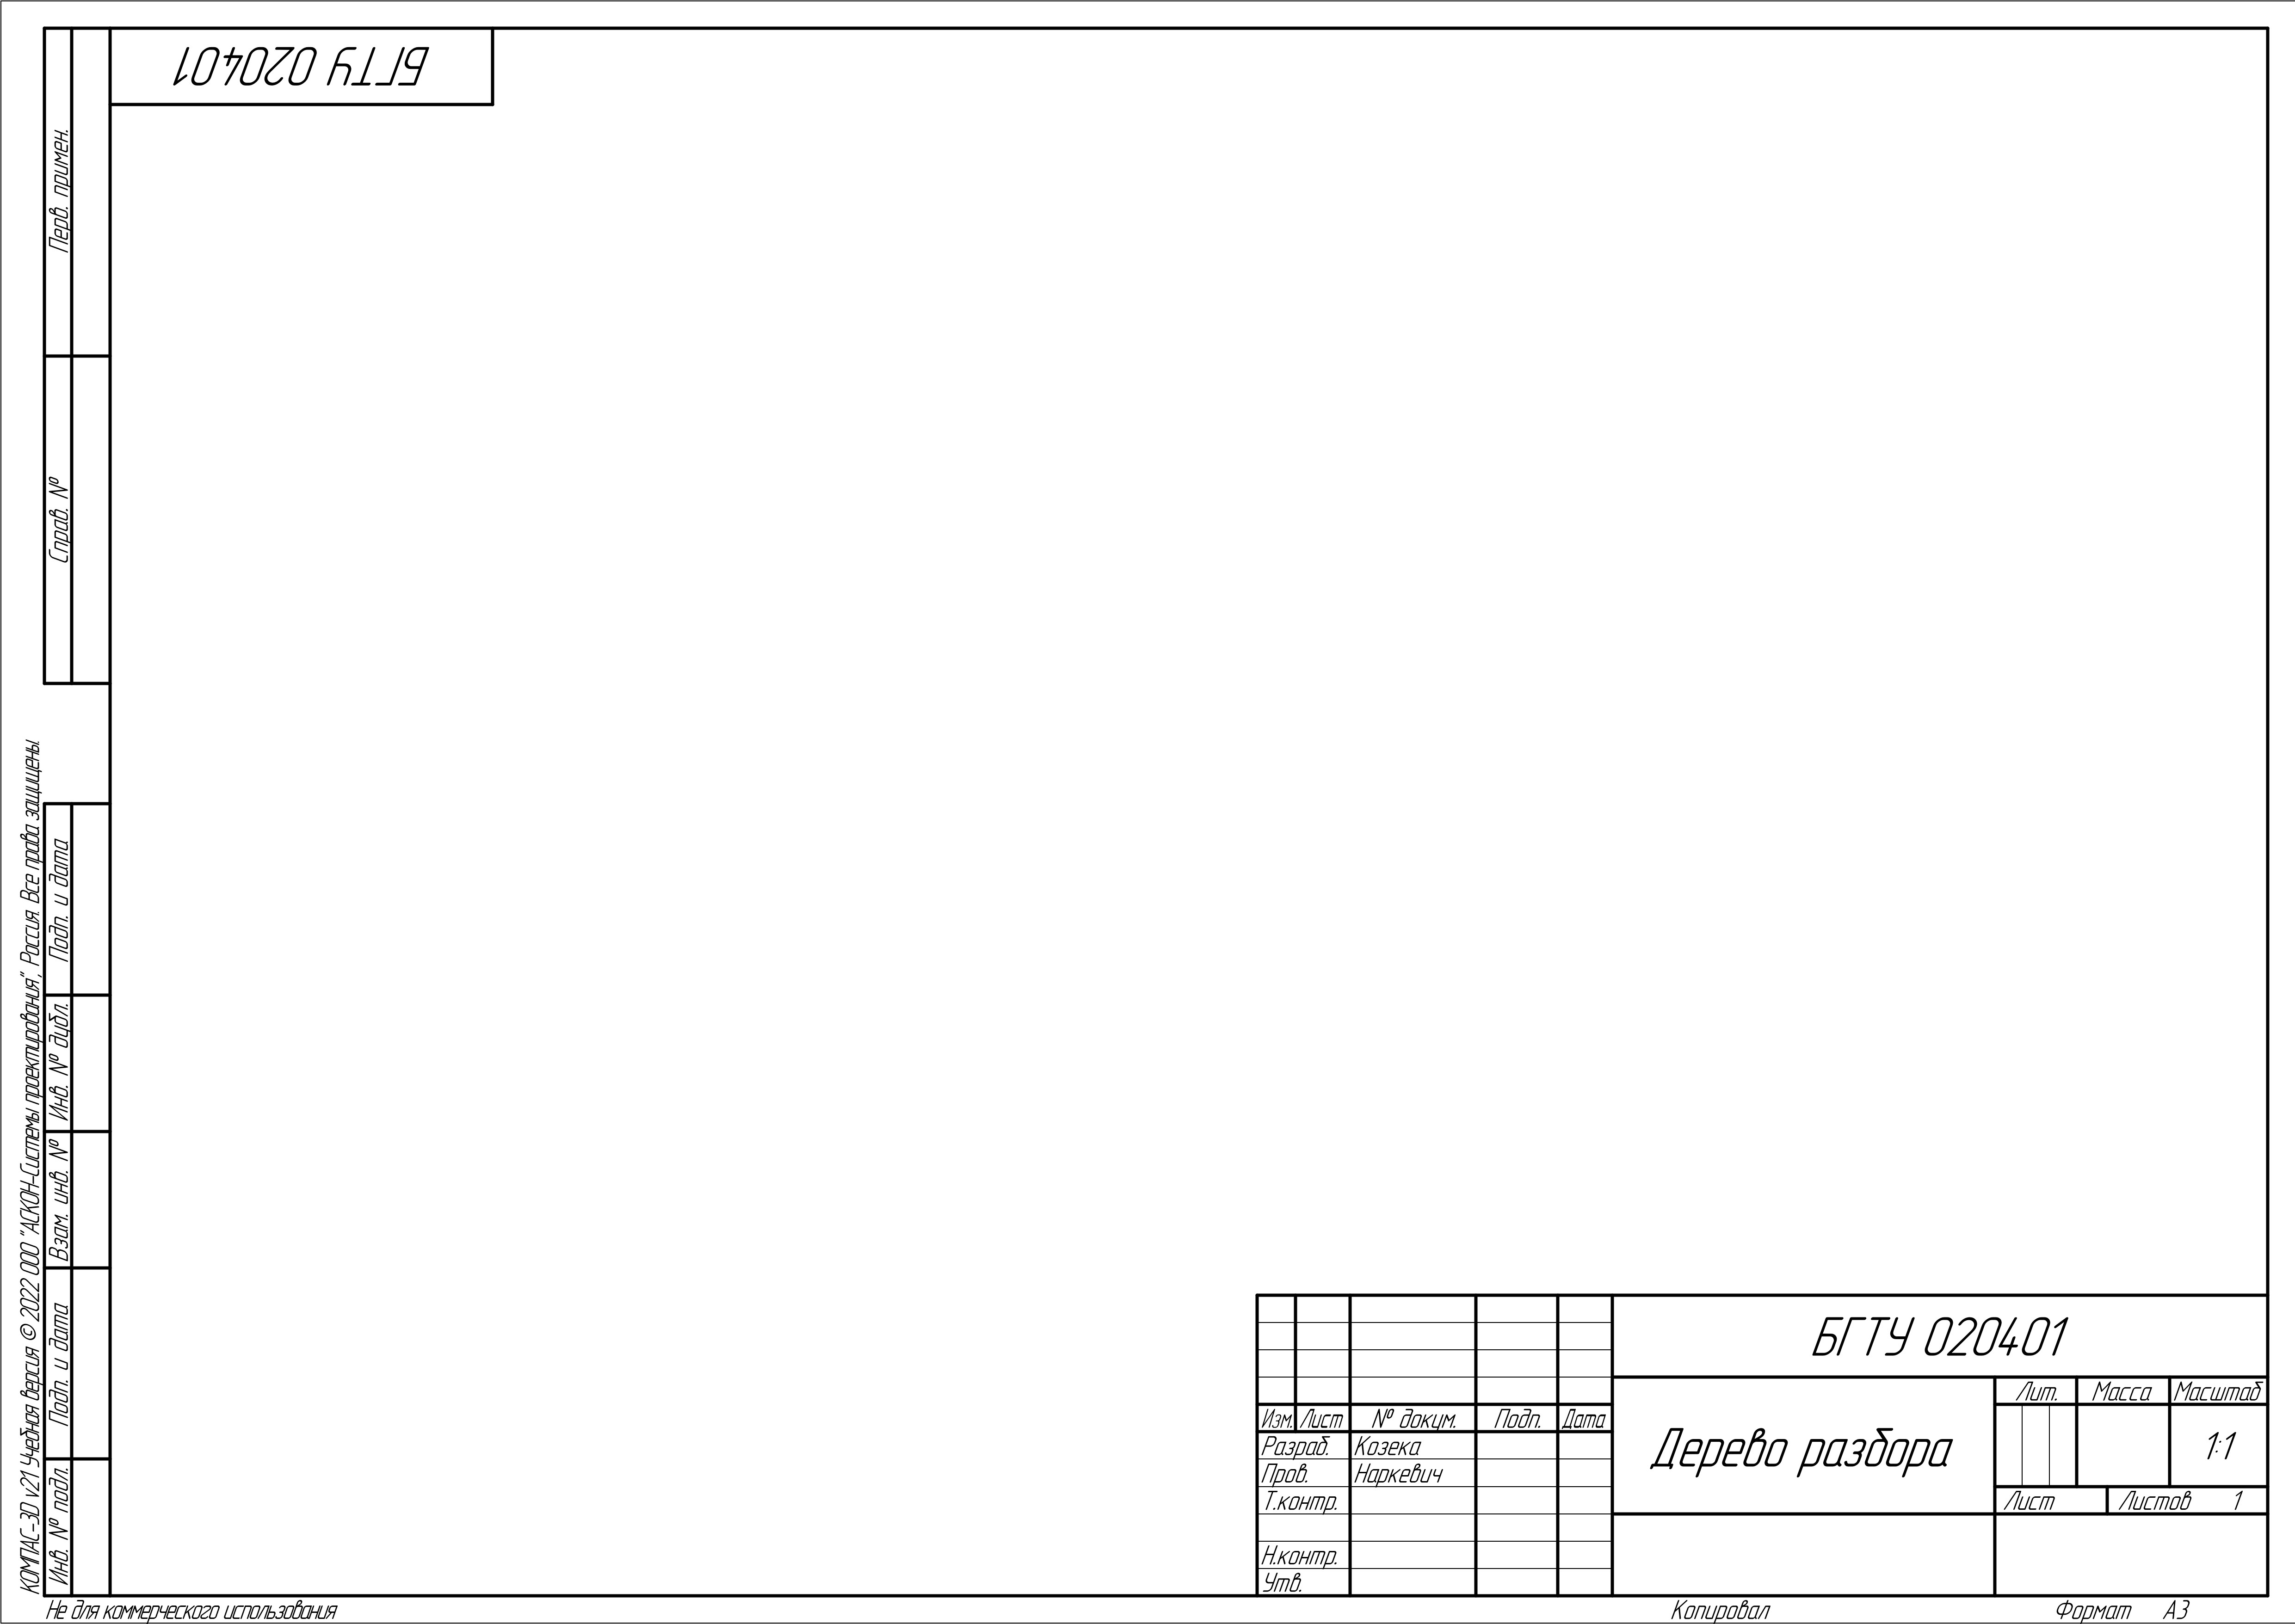 БГТУ 020401
Перв. примен.
Справ. №
Подп. и дата
Инв. № дубл.
Взам. инв. №
Подп. и дата
Инв. № подл.
КОМПАС-3D v21 Учебная версия © 2022 ООО "АСКОН-Системы проектирования", Россия. Все права защищены.
БГТУ 020401
Лит. Масса Масштаб
Изм. Лист № докум. Подп. Дата
Разраб. Козека
Дерево разбора
1:1
Пров. Наркевич
Т.контр.
Лист Листов 1
Н.контр.
Утв.
Не для коммерческого использования
Копировал
Формат А3